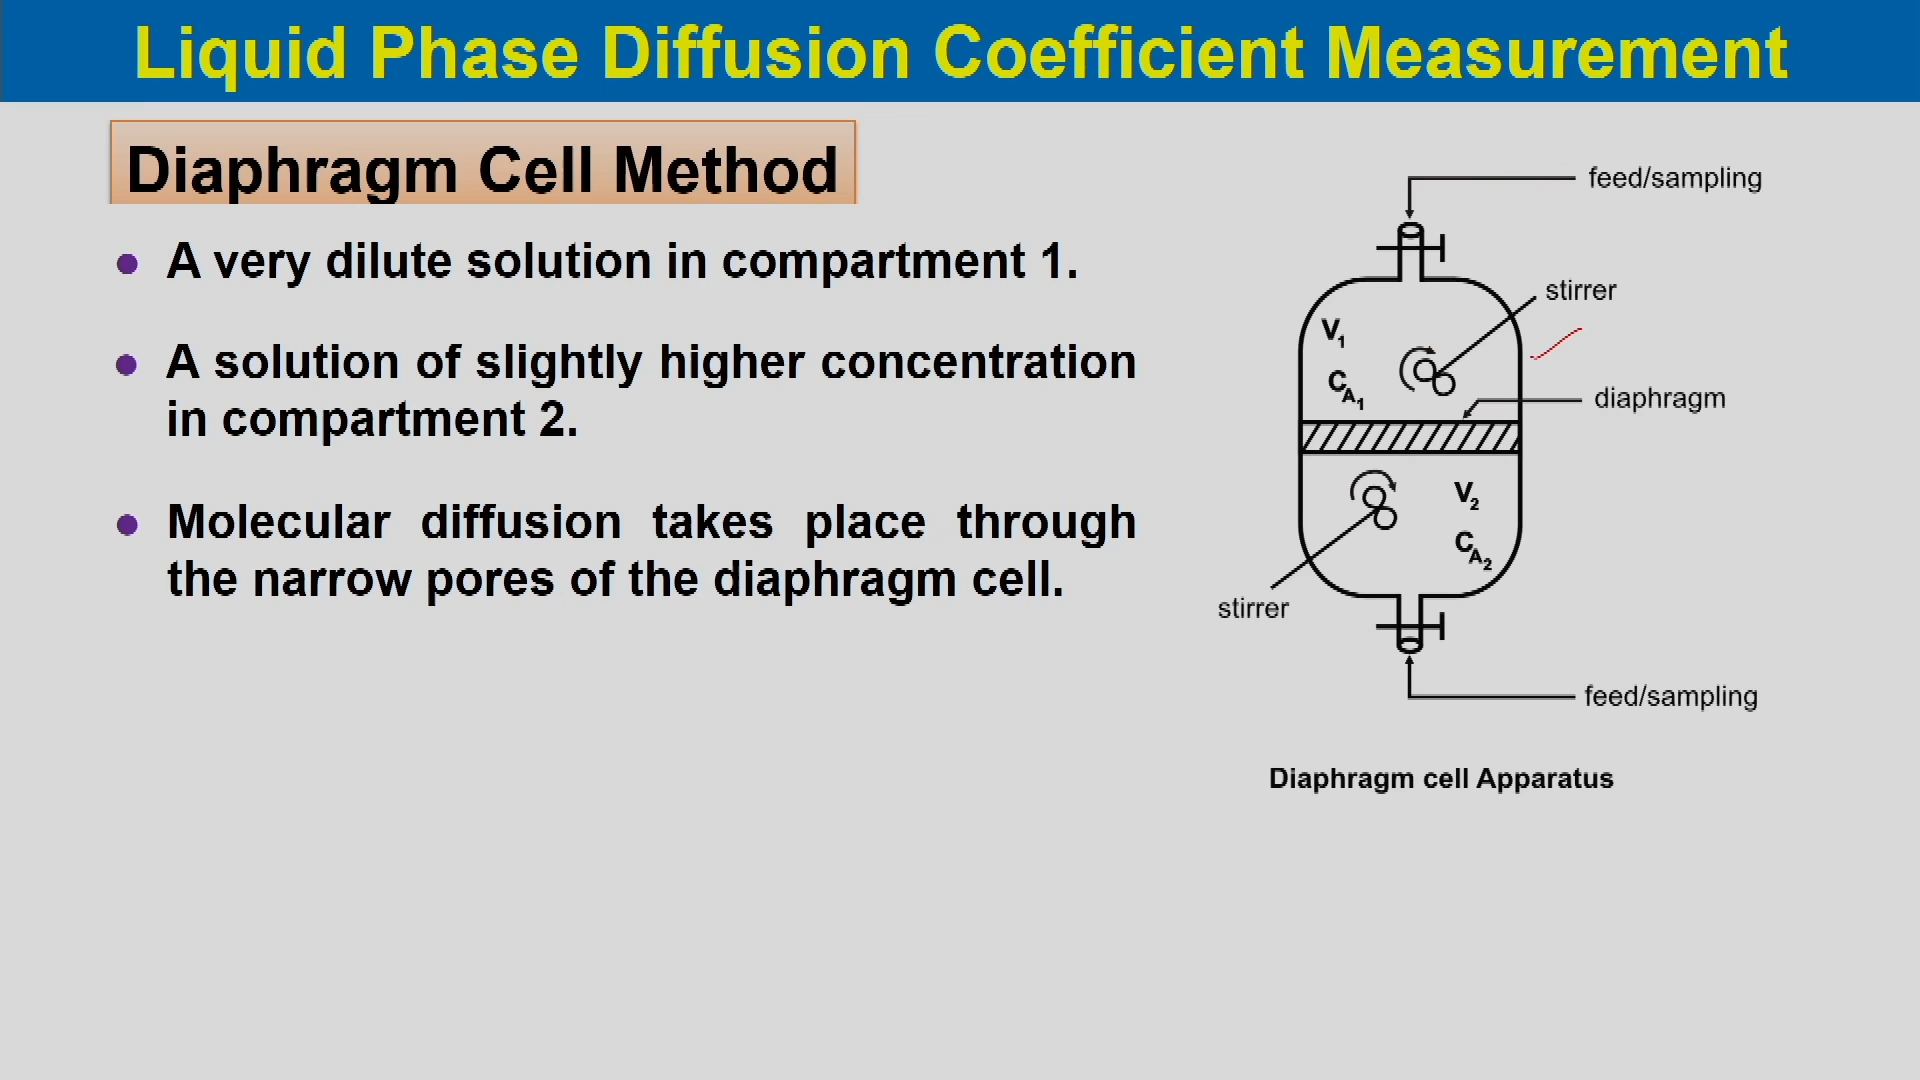 Liquid Phase Diffusion Coefficient Measurement
Diaphragm Cell Method
● A very dilute solution in compartment 1.
● A solution of slightly higher concentration
in compartment 2.
● Molecular diffusion takes place through
the narrow pores of the diaphragm cell.
feed/sampling
stirrer
V₁
C_A₁
diaphragm
V₂
C_A₂
stirrer
feed/sampling
Diaphragm cell Apparatus